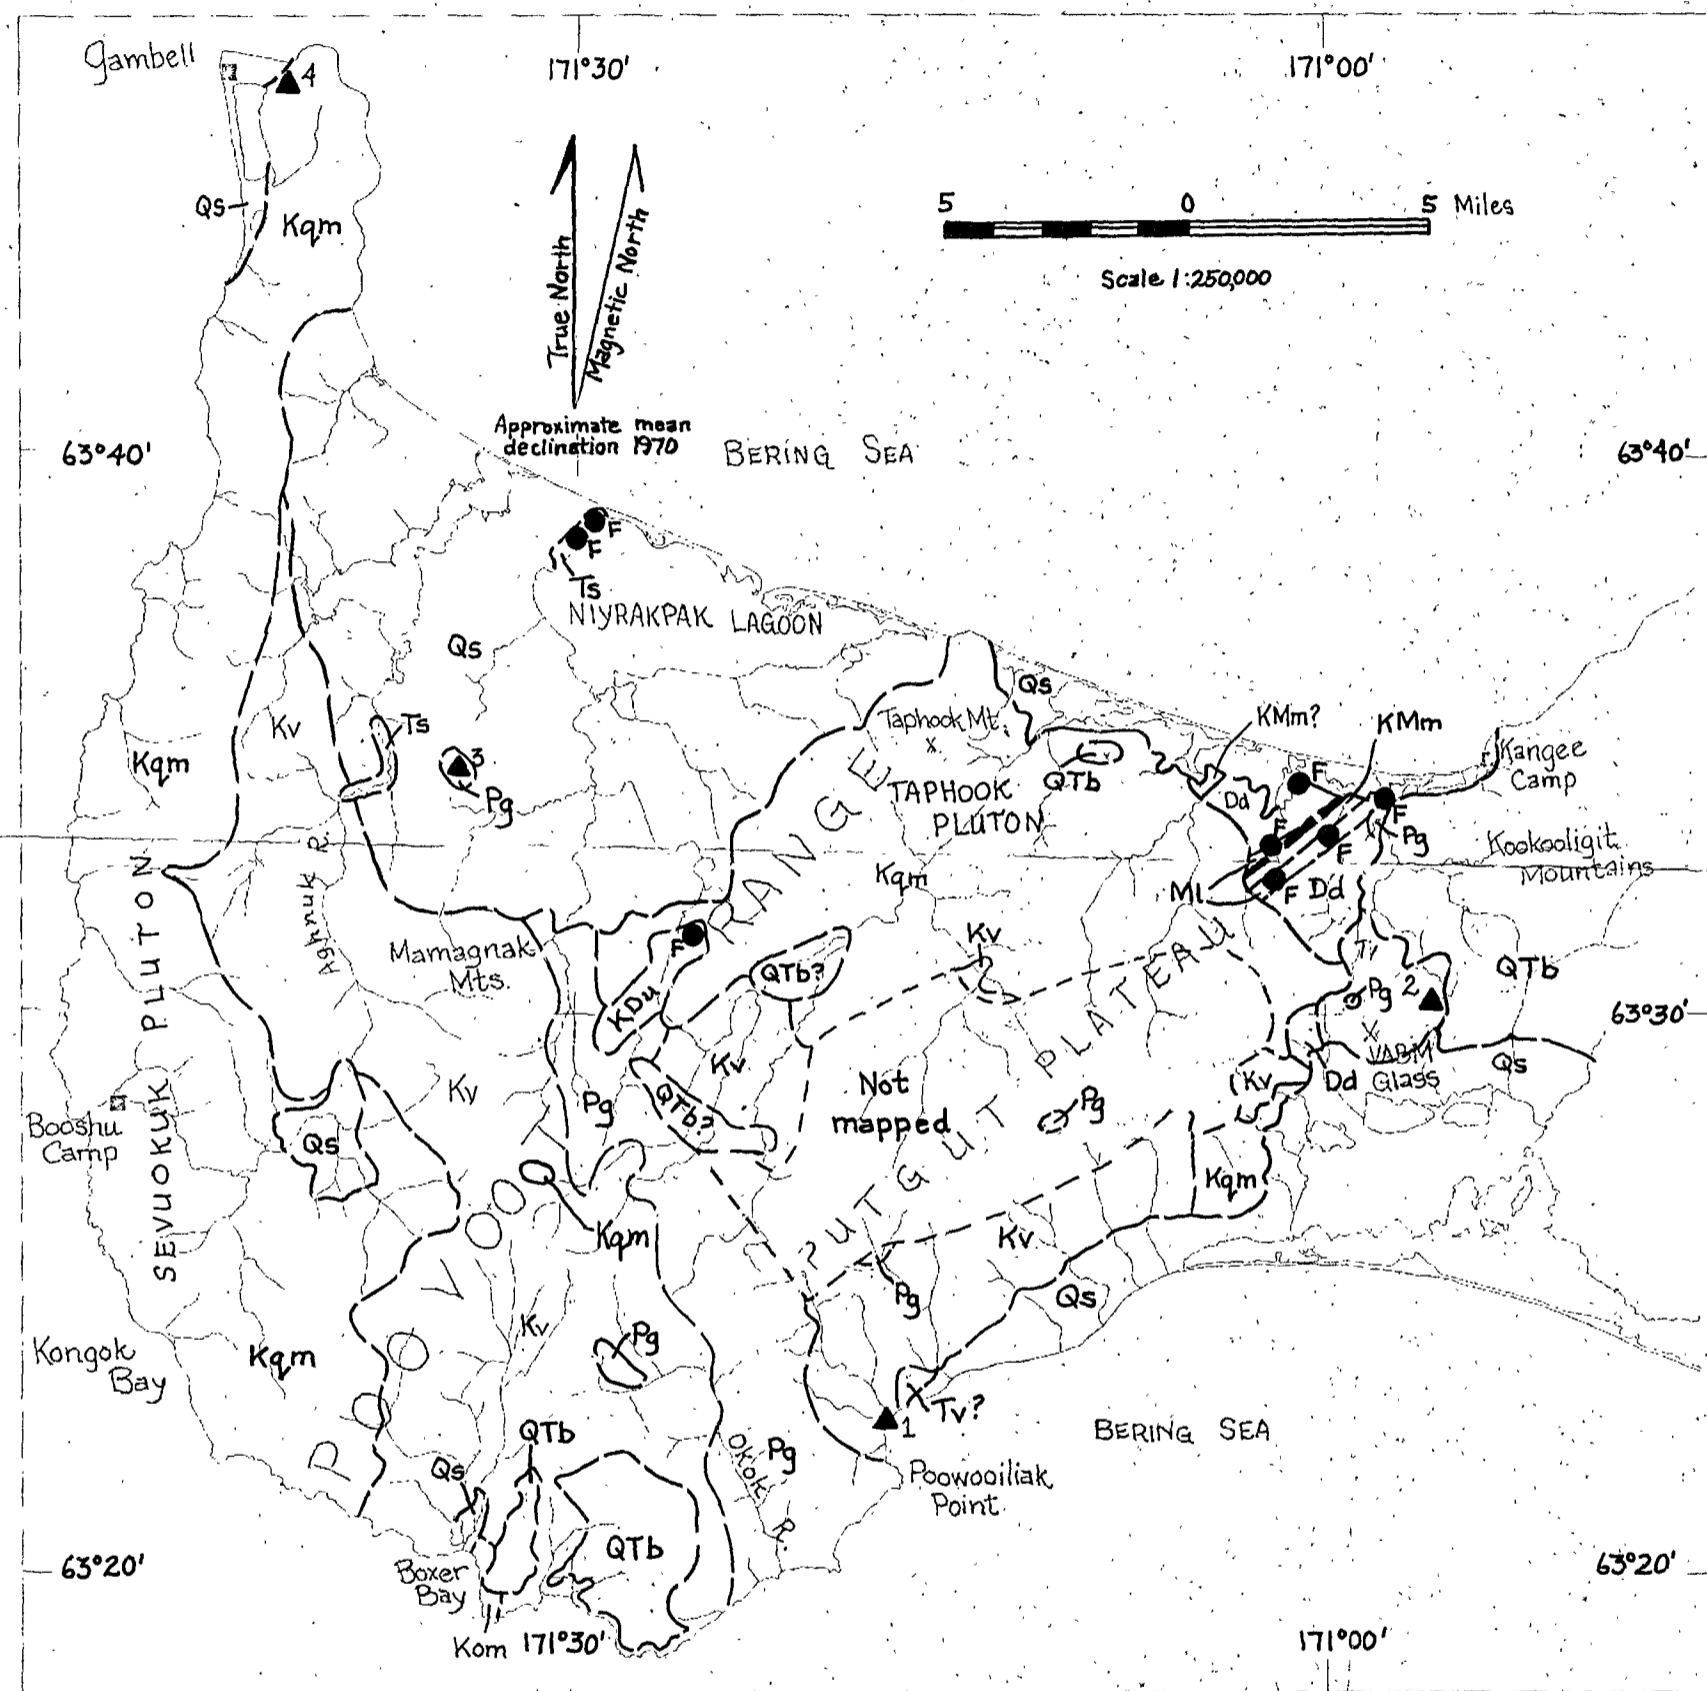 Gambell
171°30'
171°00'
4
5 0 5 Miles
Qs
Kqm
True North
Magnetic North
Scale 1:250,000
Approximate mean
declination 1970
BERING SEA
63°40'
63°40'
F
F
Ts
NIYRAKPAK LAGOON
Qs
Qs
KMm?
KMm
Taphook Mt.
x
Kv
Ts
Kqm
3
Pg
QTb
TAPHOOK
PLUTON
Kangee
Camp
F
Dd
F
F
F
Pg
Kookooligit
Mountains
Kqm
Ml
F
Dd
Aghnuk R.
SEVUOKUK PLUTON
Mamagnak
Mts.
F
RANGE
Kv
QTb?
KDu
Tv
QTb
Pg
2
63°30'
x
VABM
Glass
Qs
Kv
Not
mapped
PUTGUT PLATEAU
Pg
(Kv
Dd
Kv
Pg
QTb?
Booshu
Camp
Qs
Kqm
Kqm
Kv
Qs
Pg
POOVOOT
Kongok
Bay
Kqm
Kv
Pg
Tv?
1
BERING SEA
QTb
Qs
Okok R.
Pg
Poowooiliak
Point
QTb
63°20'
63°20'
Boxer
Bay
Kom
171°30'
171°00'